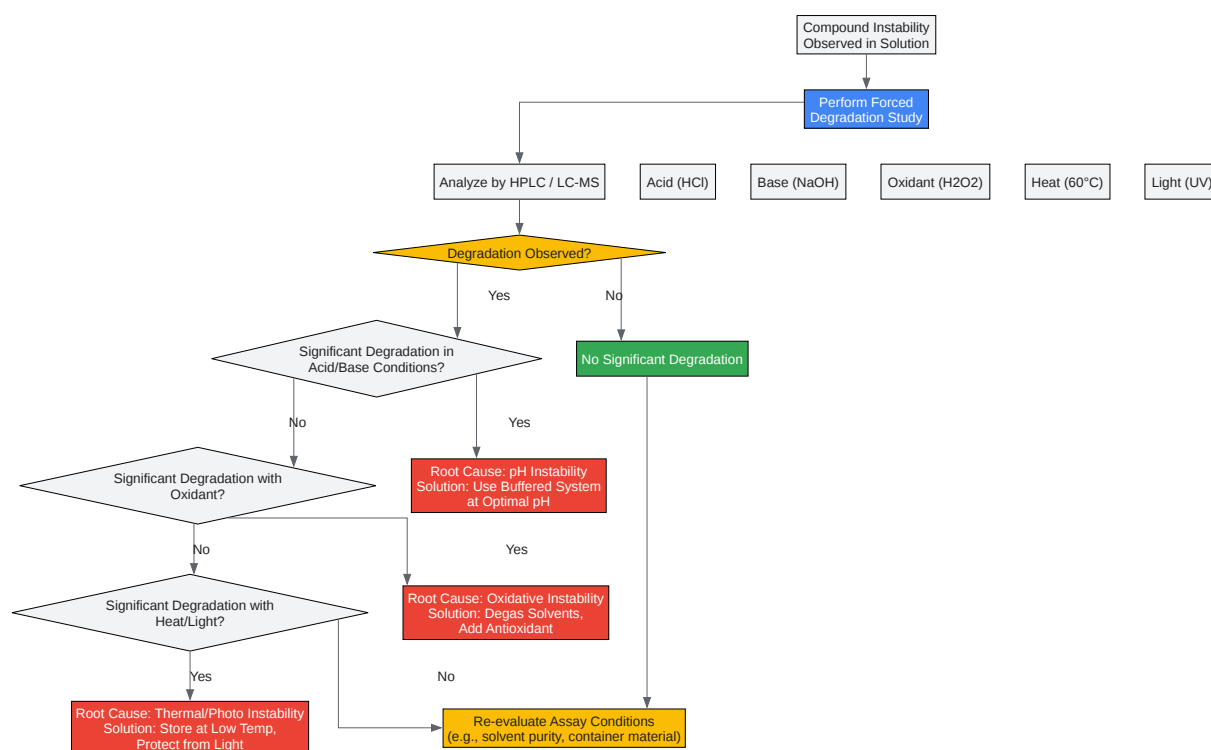 Compound Instability
Observed in Solution
Perform Forced
Degradation Study
Analyze by HPLC / LC-MS
Acid (HCl)
Base (NaOH)
Oxidant (H2O2)
Heat (60°C)
Light (UV)
Degradation Observed?
Yes
No
Significant Degradation in
Acid/Base Conditions?
No Significant Degradation
No
Yes
Significant Degradation with
Oxidant?
Root Cause: pH Instability
Solution: Use Buffered System
at Optimal pH
No
Yes
Significant Degradation with
Heat/Light?
Root Cause: Oxidative Instability
Solution: Degas Solvents,
Add Antioxidant
Yes
No
Root Cause: Thermal/Photo Instability
Solution: Store at Low Temp,
Protect from Light
Re-evaluate Assay Conditions
(e.g., solvent purity, container material)